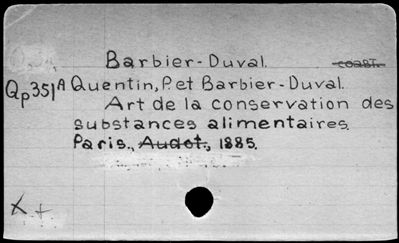 Barbier-Duval.
Qp351A Quentin, P. et Barbier-Duval.
Art de la conservation des
substances alimentaires.
Paris., Audot., 1885.
X +